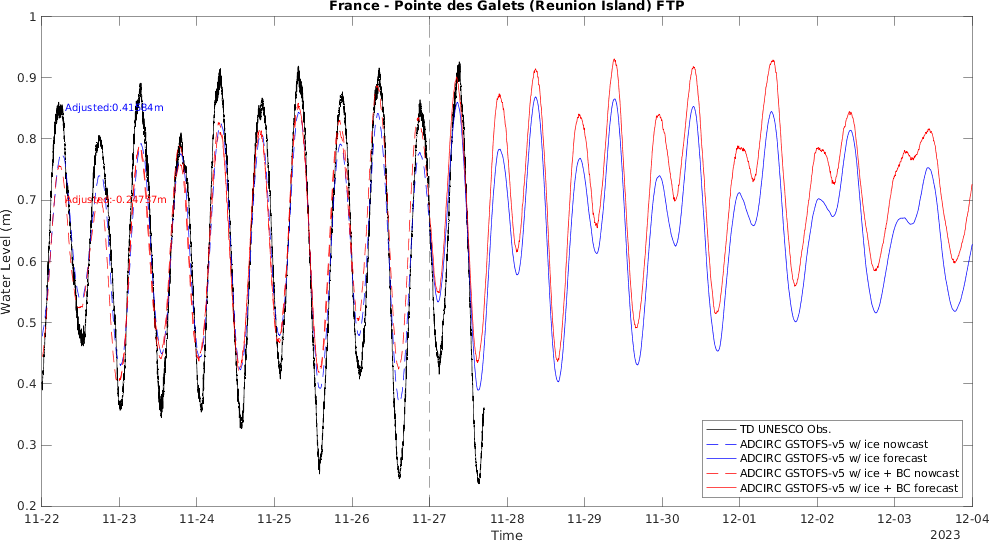 France - Pointe des Galets (Reunion Island) FTP
1
0.9
0.8
0.7
0.6
0.5
0.4
0.3
0.2
Water Level (m)
Adjusted:0.41684m
Adjusted:-0.24757m
TD UNESCO Obs.
ADCIRC GSTOFS-v5 w/ ice nowcast
ADCIRC GSTOFS-v5 w/ ice forecast
ADCIRC GSTOFS-v5 w/ ice + BC nowcast
ADCIRC GSTOFS-v5 w/ ice + BC forecast
11-22 11-23 11-24 11-25 11-26 11-27 11-28 11-29 11-30 12-01 12-02 12-03 12-04
Time
2023